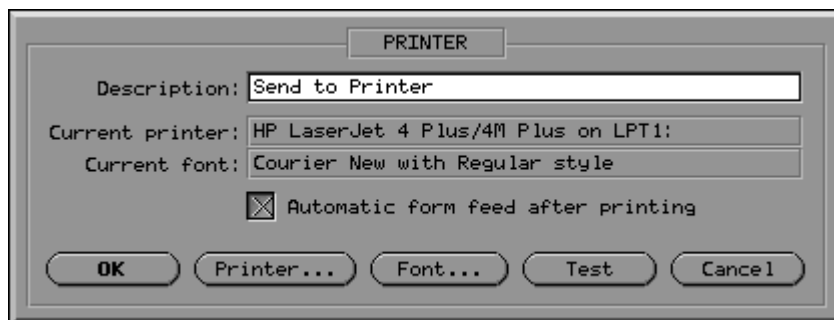 PRINTER
Description: Send to Printer
Current printer: HP LaserJet 4 Plus/4M Plus on LPT1:
Current font: Courier New with Regular style
Automatic form feed after printing
OK Printer... Font... Test Cancel